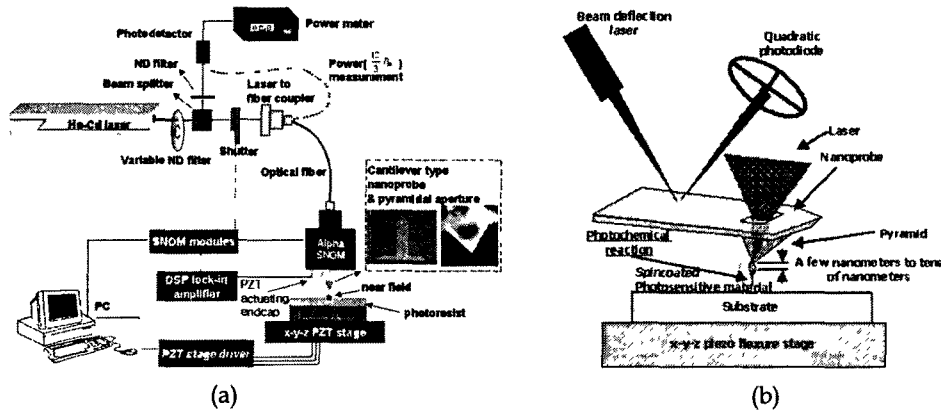 Power meter
Photodetector
ND filter
Beam splitter
Power(
) measurement
Laser to
fiber coupler
He-Cd laser
Variable ND filter
Shutter
Optical fiber
Cantilever type
nanoprobe
& pyramidal aperture
SNOM modules
Alpha
SNOM
DSP lock-in
amplifier
PZT
actuating
endcap
near field
photoresist
PC
x-y-z PZT stage
PZT stage driver
(a)
Beam deflection
laser
Quadratic
photodiode
Laser
Nanoprobe
Photochemical
reaction
Pyramid
A few nanometers to tens
of nanometers
Spincoated
Photosensitive material
Substrate
x-y-z piezo flexure stage
(b)